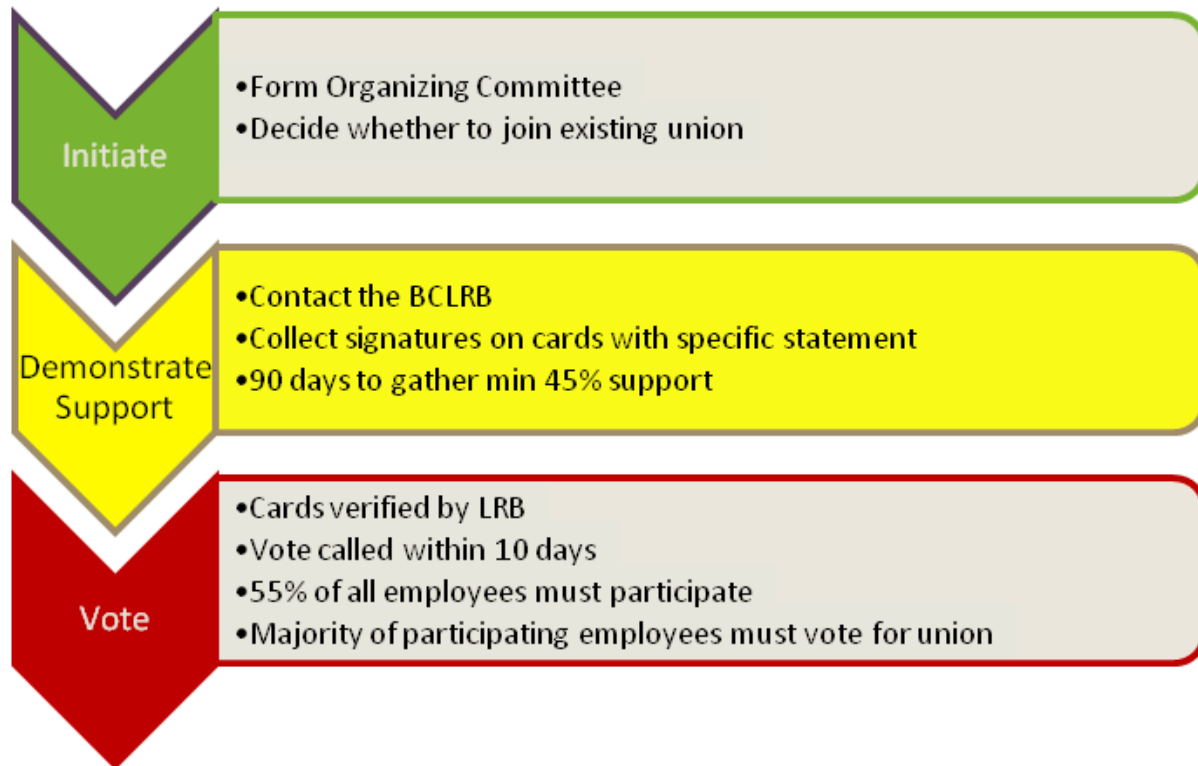 Initiate
•Form Organizing Committee
•Decide whether to join existing union
Demonstrate
Support
•Contact the BCLRB
•Collect signatures on cards with specific statement
•90 days to gather min 45% support
Vote
•Cards verified by LRB
•Vote called within 10 days
•55% of all employees must participate
•Majority of participating employees must vote for union